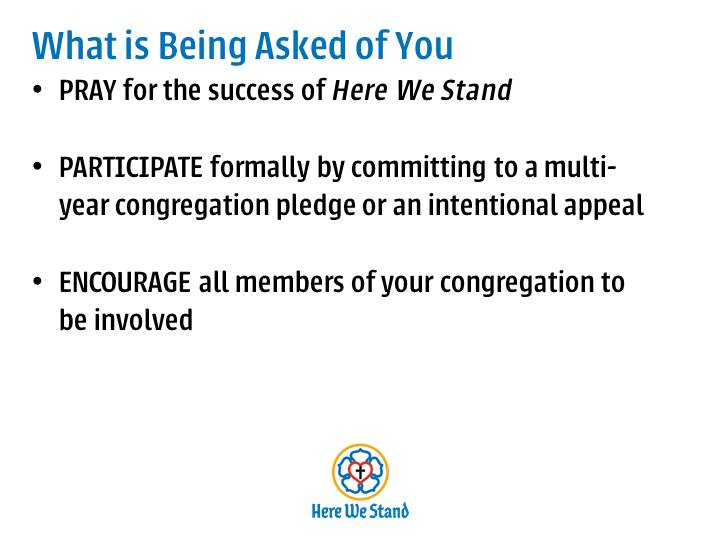 What is Being Asked of You
• PRAY for the success of Here We Stand
• PARTICIPATE formally by committing to a multi-
year congregation pledge or an intentional appeal
• ENCOURAGE all members of your congregation to
be involved
Here We Stand